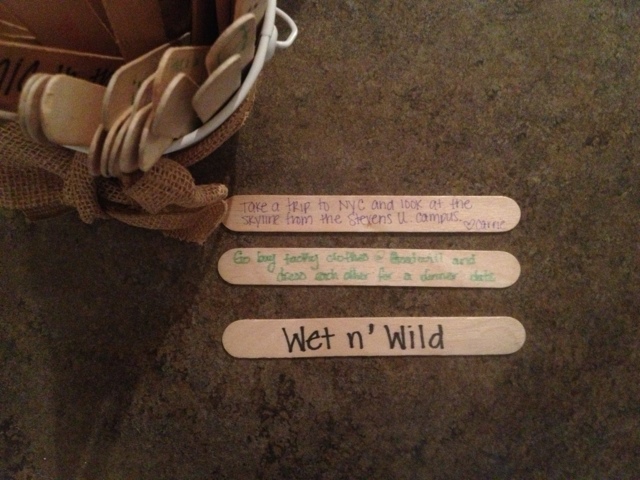 Take a trip to NYC and look at the
skyline from the Stevens U. campus.
Go buy tacky clothes @ and
dress each other for a dinner date
Wet n' Wild